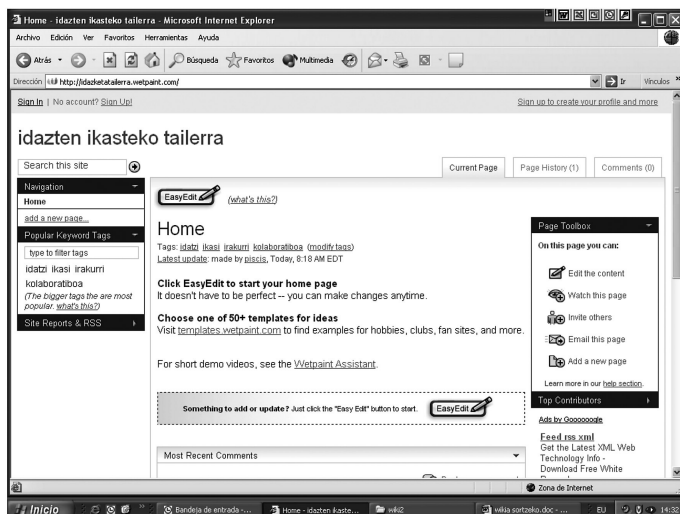 Home - idazten ikasteko tailerra - Microsoft Internet Explorer
Archivo Edición Ver Favoritos Herramientas Ayuda
Atrás Búsqueda Favoritos Multimedia
Dirección http://idazketatailerra.wetpaint.com/ Ir Vínculos
Sign In | No account? Sign Up! Sign up to create your profile and more
idazten ikasteko tailerra
Search this site
Current Page Page History (1) Comments (0)
Navigation
Home
add a new page...
Popular Keyword Tags
type to filter tags
idatzi ikasi irakurri
kolaboratiboa
(The bigger tags the are most
popular. what's this?)
Site Reports & RSS
EasyEdit (what's this?)
Home
Tags: idatzi ikasi irakurri kolaboratiboa (modify tags)
Latest update: made by piscis, Today, 8:18 AM EDT
Click EasyEdit to start your home page
It doesn't have to be perfect -- you can make changes anytime.
Choose one of 50+ templates for ideas
Visit templates.wetpaint.com to find examples for hobbies, clubs, fan sites, and more.
For short demo videos, see the Wetpaint Assistant.
Something to add or update? Just click the "Easy Edit" button to start. EasyEdit
Most Recent Comments
Page Toolbox
On this page you can:
Edit the content
Watch this page
Invite others
Email this page
Add a new page
Learn more in our help section.
Top Contributors
Ads by Goooooogle
Feed rss xml
Get the Latest XML Web
Technology Info -
Download Free White
Zona de Internet
Inicio Bandeja de entrada -... Home - idazten ikaste... wiki2 wikia sortzeko.doc - ... EU 14:32